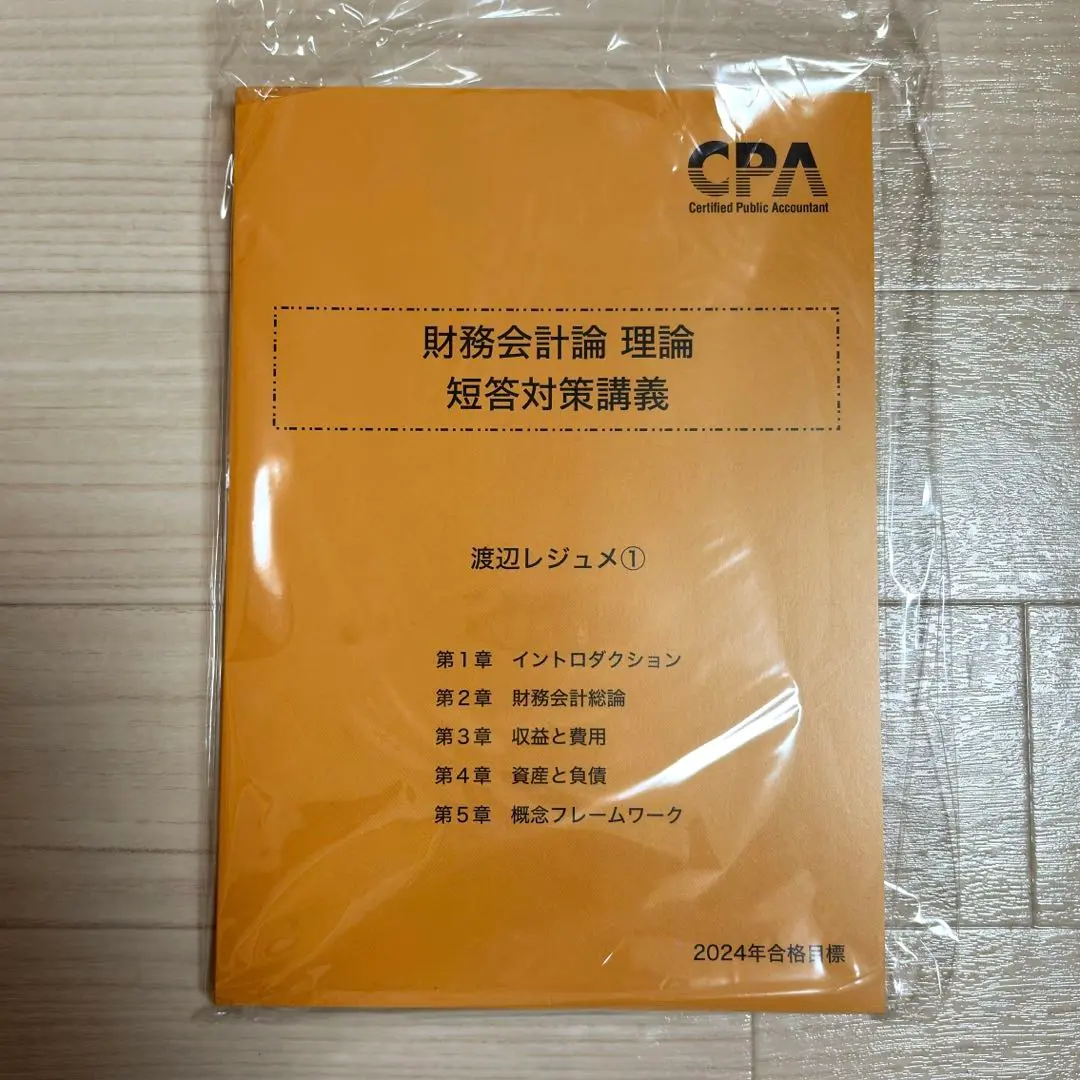 CPA
Certified Public Accountant
財務会計論 理論
短答対策講義
渡辺レジュメ①
第1章 イントロダクション
第2章 財務会計総論
第3章 収益と費用
第4章 資産と負債
第5章 概念フレームワーク
2024年合格目標